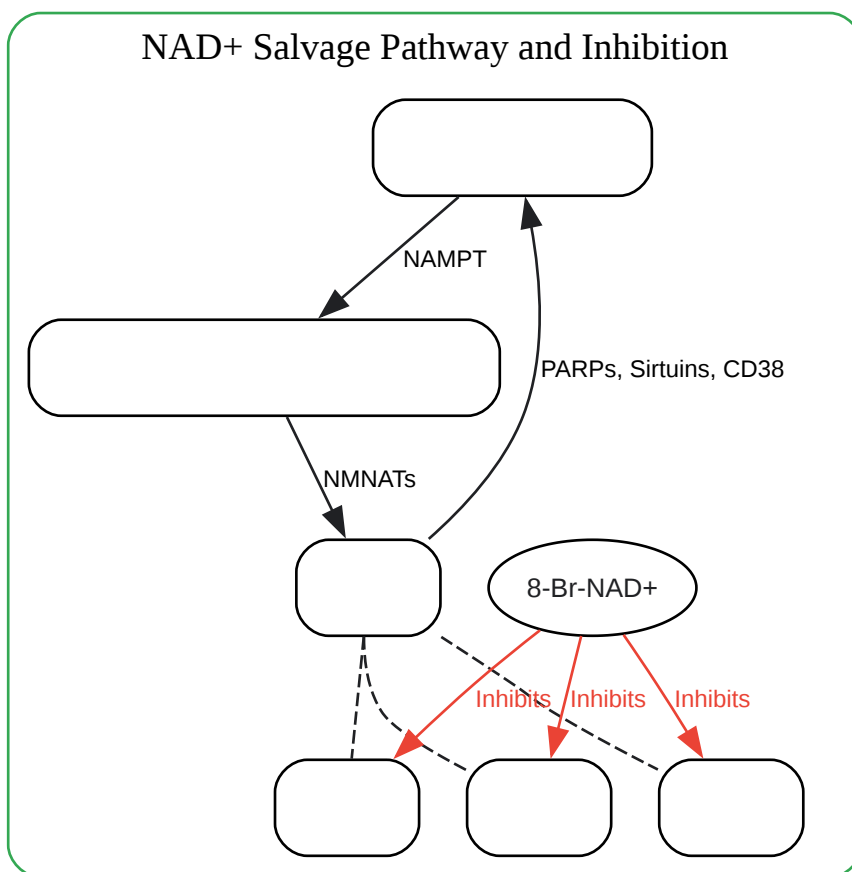 NAD+ Salvage Pathway and Inhibition
NAMPT
PARPs, Sirtuins, CD38
NMNATs
8-Br-NAD+
Inhibits
Inhibits
Inhibits